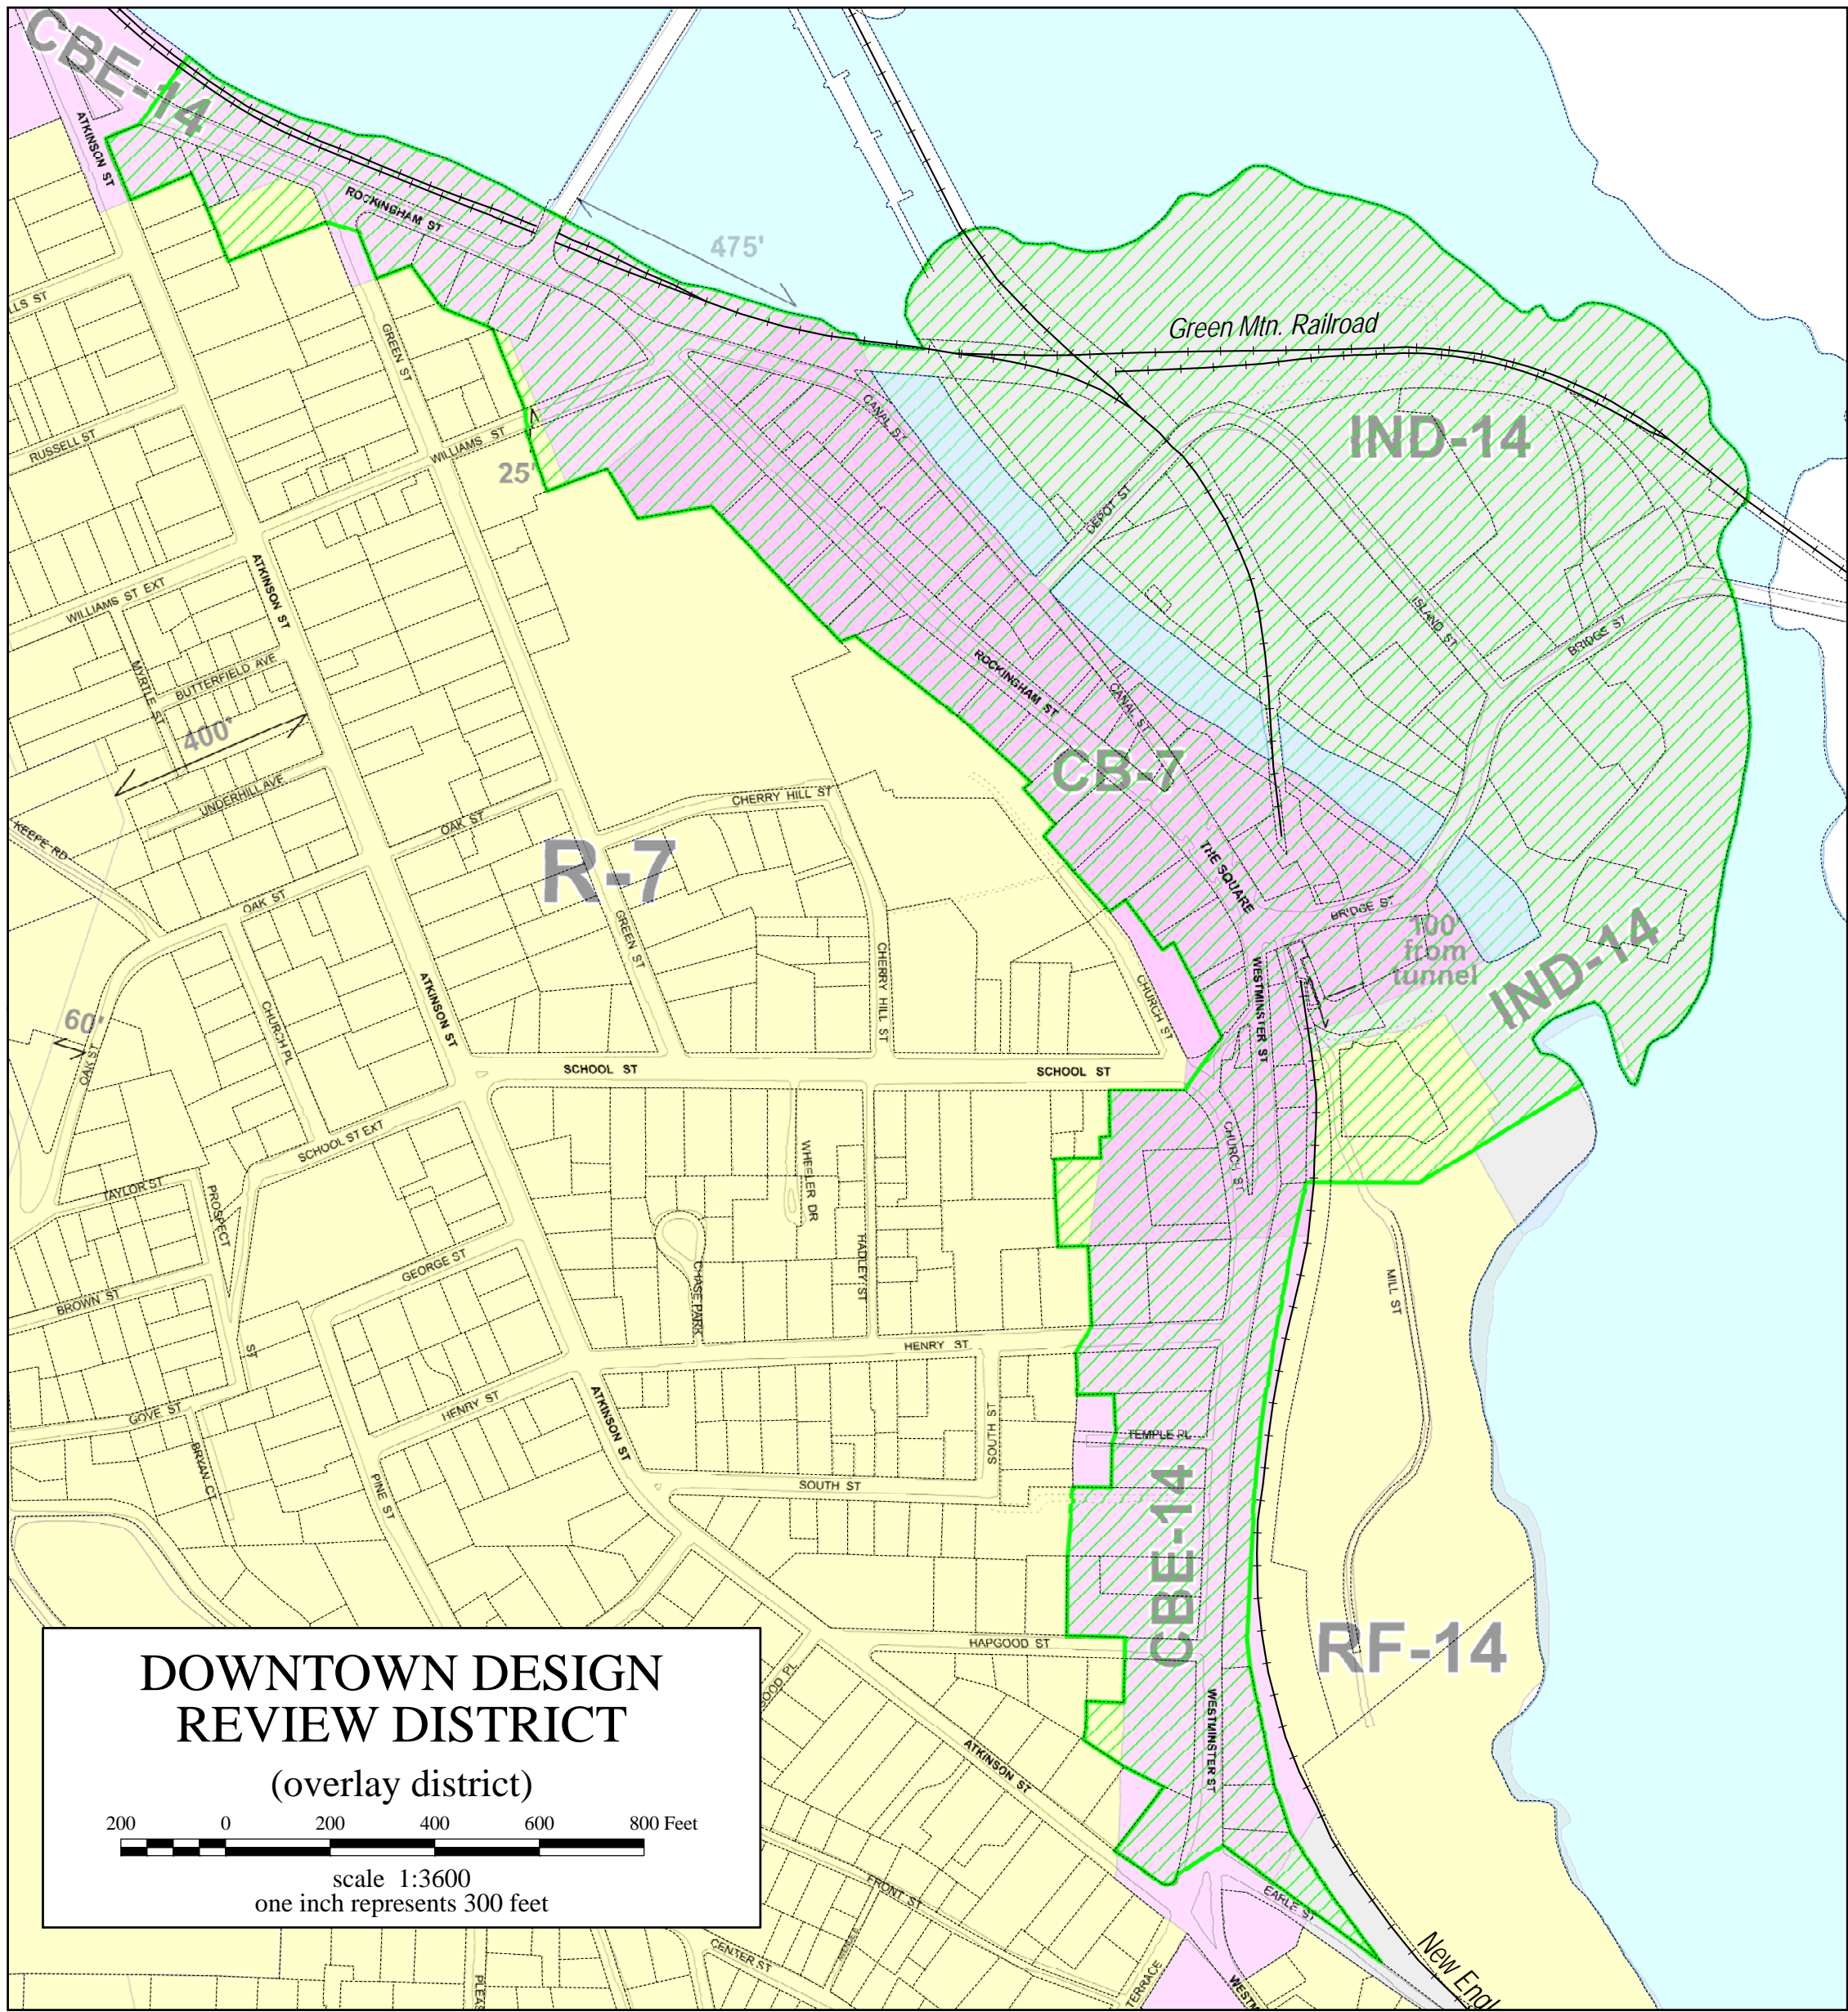 CBE-14
ATKINSON ST
ROCKINGHAM ST
475'
Green Mtn. Railroad
IND-14
LLS ST
GREEN ST
CANAL ST
RUSSELL ST
WILLIAMS ST
25'
DEPOT ST
WILLIAMS ST EXT
ATKINSON ST
ISLAND ST
BRIDGE ST
MYRTLE ST
BUTTERFIELD AVE
ROCKINGHAM ST
CANAL ST
400'
CB-7
UNDERHILL AVE
CHERRY HILL ST
KEEFE RD
OAK ST
R-7
THE SQUARE
OAK ST
BRIDGE ST
100'
from
tunnel
GREEN ST
CHERRY HILL ST
WESTMINSTER ST
IND-14
CHURCH ST
ATKINSON ST
CHURCH PL
60'
OAK ST
SCHOOL ST
SCHOOL ST
SCHOOL ST EXT
CHURCH ST
WHEELER DR
TAYLOR ST
PROSPECT
ST
GEORGE ST
HADLEY ST
CHASE PARK
MILL ST
BROWN ST
HENRY ST
GOVE ST
HENRY ST
ATKINSON ST
SOUTH ST
TEMPLE PL
BRYAN CT
PINE ST
SOUTH ST
CBE-14
HAPGOOD ST
RF-14
OOD PL
WESTMINSTER ST
ATKINSON ST
DOWNTOWN DESIGN
REVIEW DISTRICT
(overlay district)
200 0 200 400 600 800 Feet
scale 1:3600
one inch represents 300 feet
FRONT ST
EARLE ST
CENTER ST
TERRACE
PLEAS
WESTM
New Engl